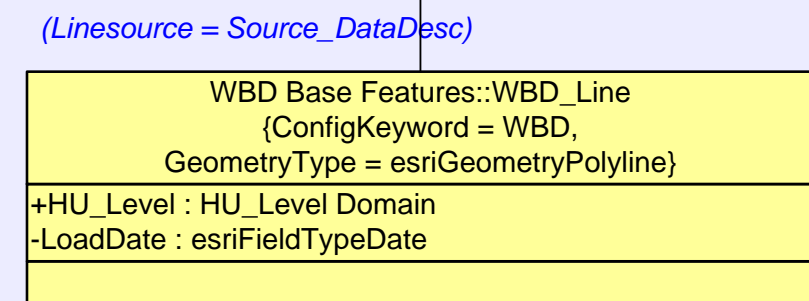 (Linesource = Source_DataDesc)
WBD Base Features::WBD_Line
{ConfigKeyword = WBD,
GeometryType = esriGeometryPolyline}
+HU_Level : HU_Level Domain
-LoadDate : esriFieldTypeDate